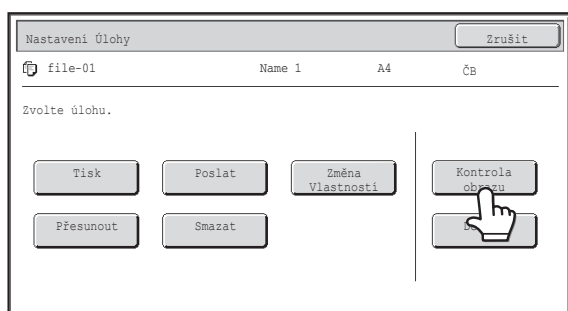 Nastavení Úlohy
Zrušit
file-01 Name 1 A4 ČB
Zvolte úlohu.
Tisk Poslat Změna Vlastností Kontrola obrazu
Přesunout Smazat